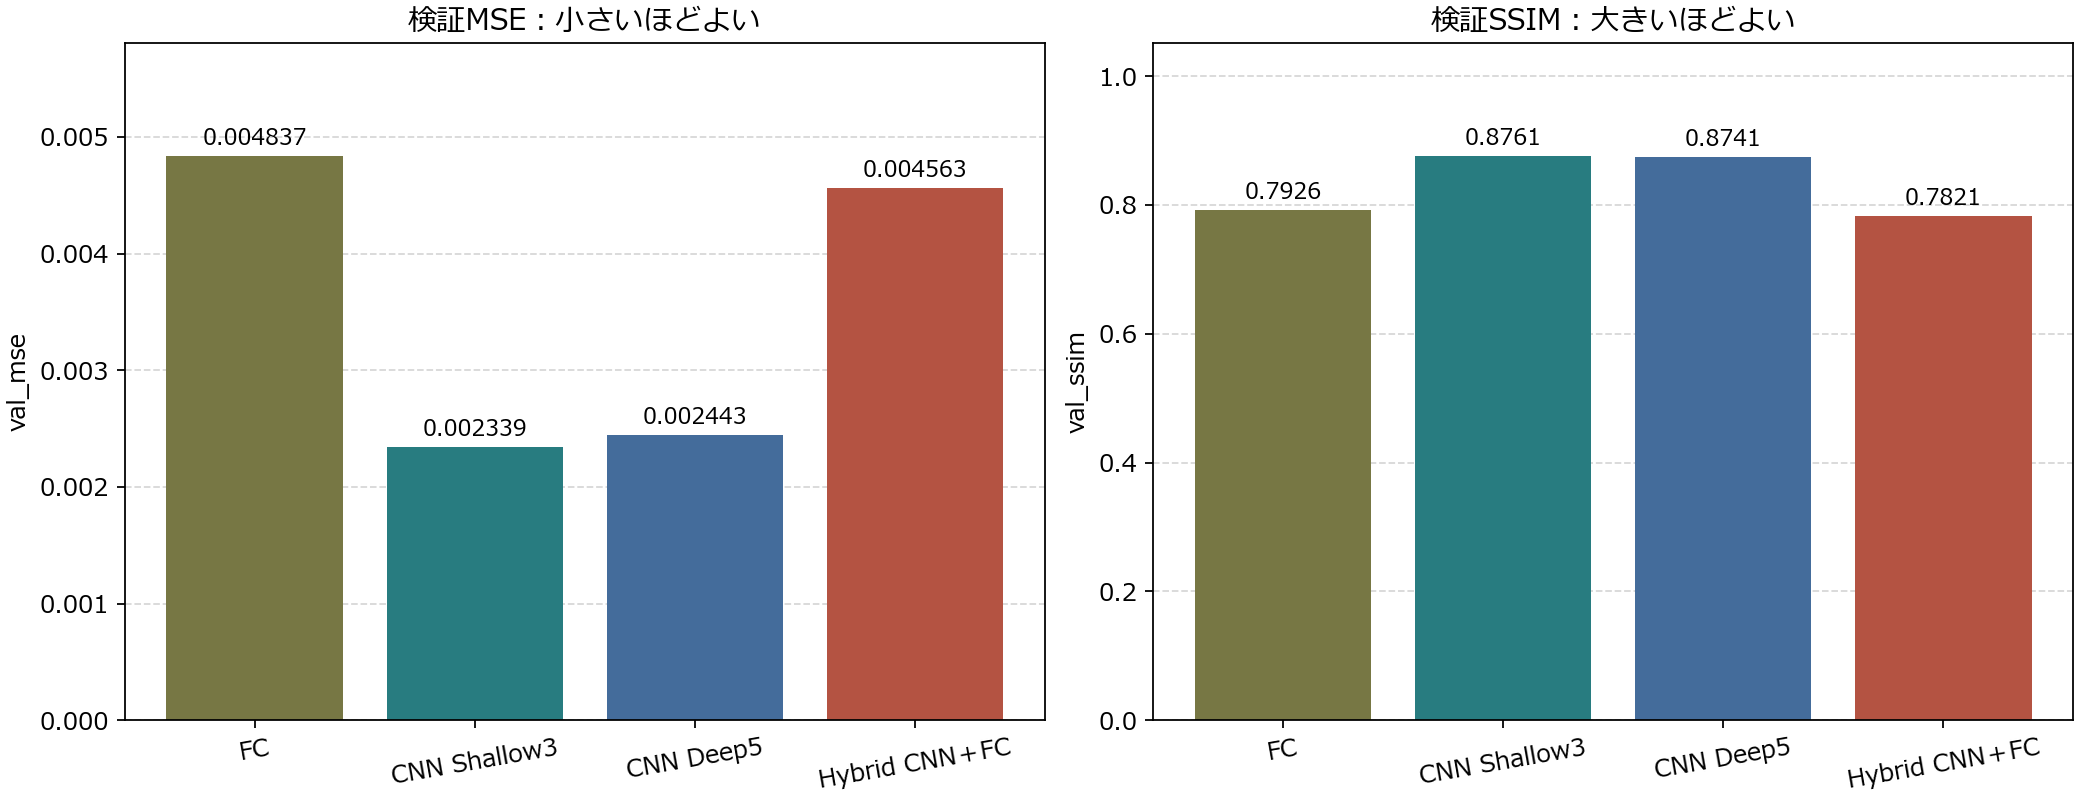 検証MSE：小さいほどよい
val_mse
0.005
0.004
0.003
0.002
0.001
0.000
0.004837
0.002339
0.002443
0.004563
FC
CNN Shallow3
CNN Deep5
Hybrid CNN+FC
検証SSIM：大きいほどよい
val_ssim
1.0
0.8
0.6
0.4
0.2
0.0
0.7926
0.8761
0.8741
0.7821
FC
CNN Shallow3
CNN Deep5
Hybrid CNN+FC